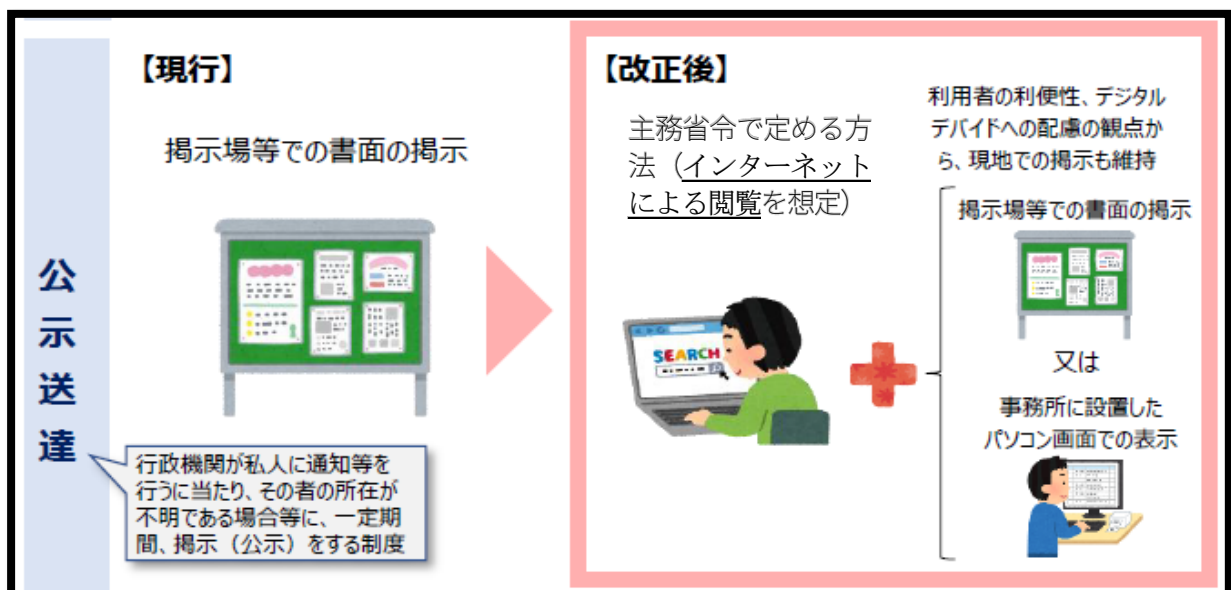 公示送達
【現行】
掲示場等での書面の掲示
行政機関が私人に通知等を
行うに当たり、その者の所在が
不明である場合等に、一定期
間、掲示（公示）をする制度
【改正後】
主務省令で定める方
法（インターネット
による閲覧を想定）
SEARCH
利用者の利便性、デジタル
デバイドへの配慮の観点か
ら、現地での掲示も維持
掲示場等での書面の掲示
又は
事務所に設置した
パソコン画面での表示